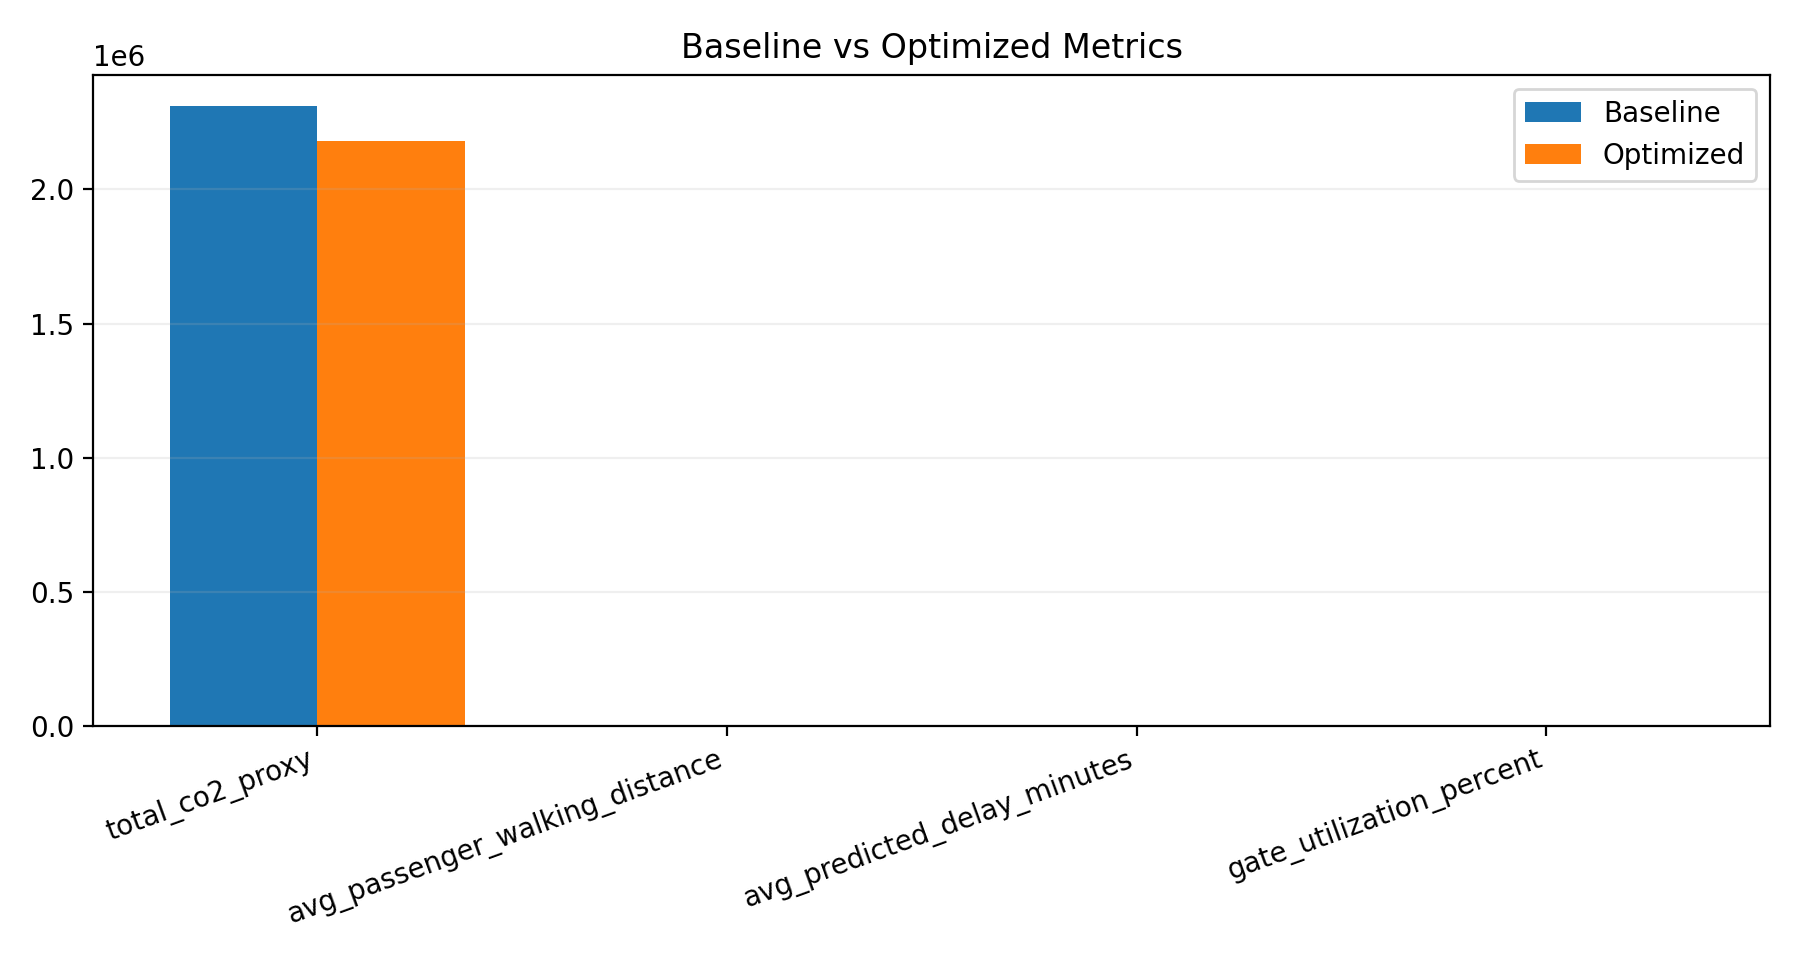 Baseline vs Optimized Metrics
1e6
Baseline
Optimized
2.0
1.5
1.0
0.5
0.0
total_co2_proxy
avg_passenger_walking_distance
avg_predicted_delay_minutes
gate_utilization_percent